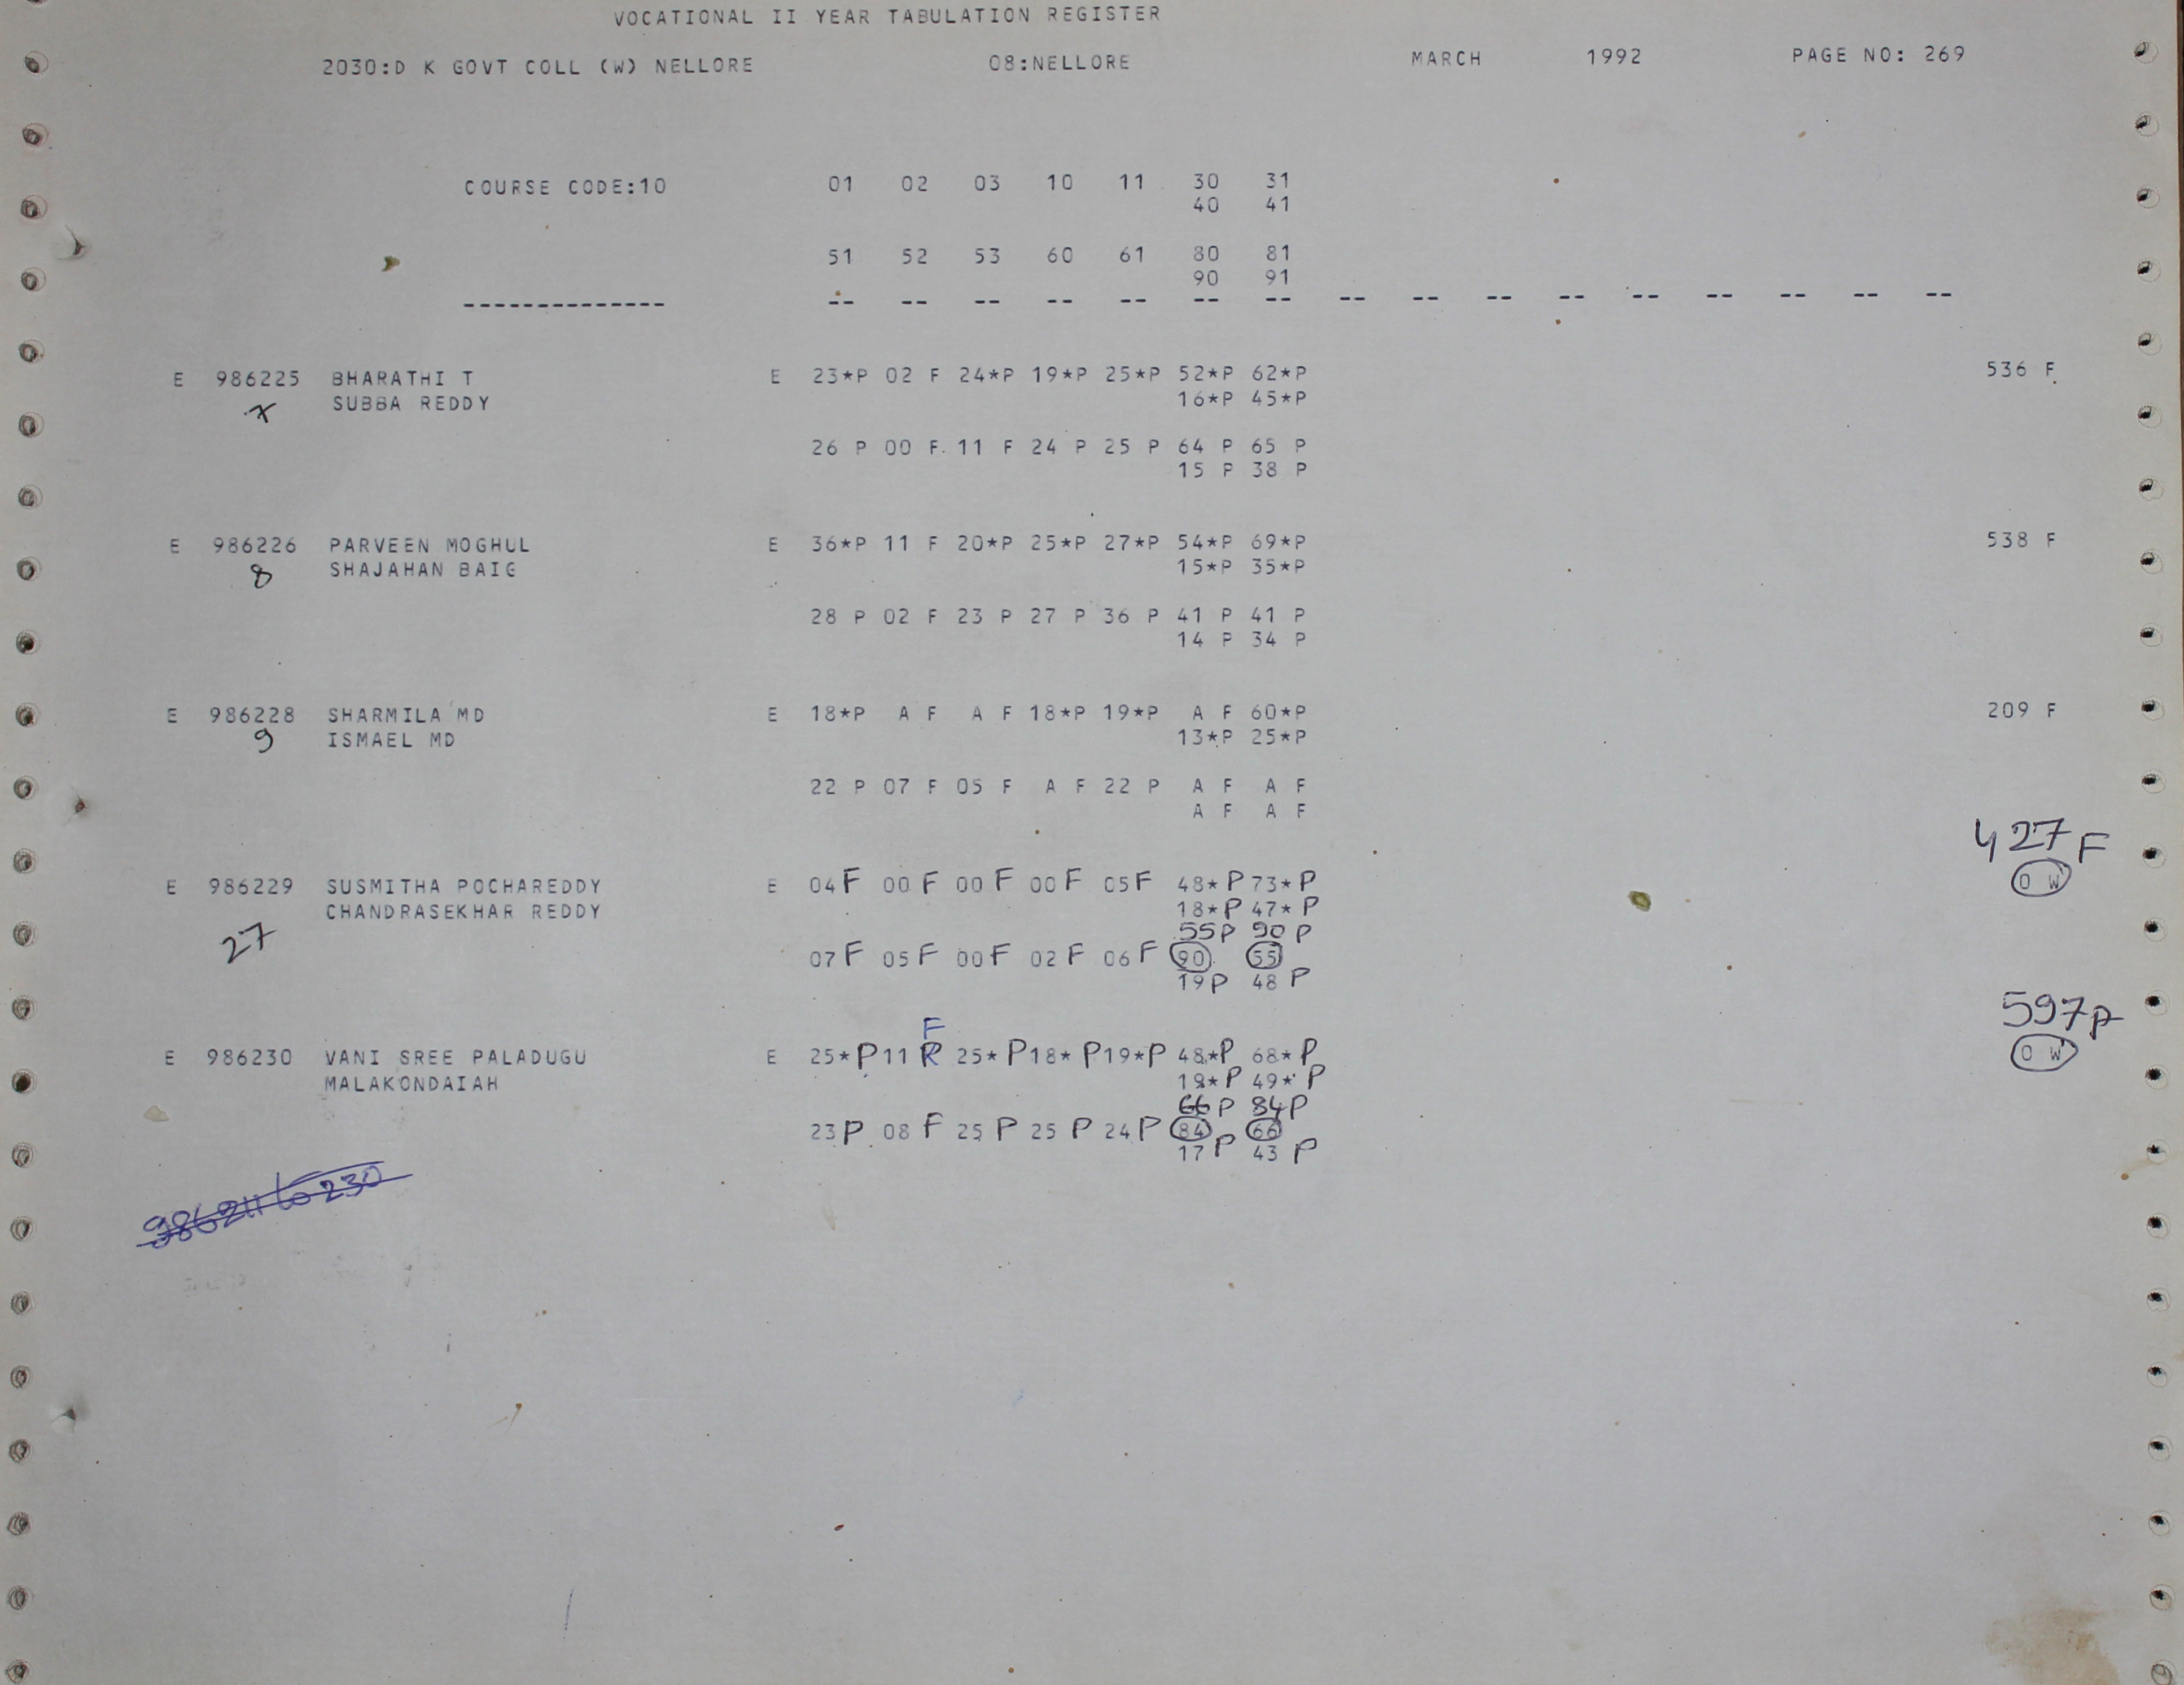 VOCATIONAL II YEAR TABULATION REGISTER
2030:D K GOVT COLL (W) NELLORE 08:NELLORE MARCH 1992 PAGE NO: 269
COURSE CODE:10 01 02 03 10 11 30 31
40 41
51 52 53 60 61 80 81
90 91
-------------- -- -- -- -- -- -- -- -- -- -- -- -- -- -- -- --
E 986225 BHARATHI T E 23*P 02 F 24*P 19*P 25*P 52*P 62*P 536 F
7 SUBBA REDDY 16*P 45*P
26 P 00 F 11 F 24 P 25 P 64 P 65 P
15 P 38 P
E 986226 PARVEEN MOGHUL E 36*P 11 F 20*P 25*P 27*P 54*P 69*P 538 F
8 SHAJAHAN BAIG 15*P 35*P
28 P 02 F 23 P 27 P 36 P 41 P 41 P
14 P 34 P
E 986228 SHARMILA MD E 18*P A F A F 18*P 19*P A F 60*P 209 F
9 ISMAEL MD 13*P 25*P
22 P 07 F 05 F A F 22 P A F A F
A F A F
427 F
E 986229 SUSMITHA POCHAREDDY E 04 F 00 F 00 F 00 F 05 F 48*P 73*P 0 W
CHANDRASEKHAR REDDY 18*P 47*P
27 55 P 90 P
07 F 05 F 00 F 02 F 06 F 90 55
19 P 48 P
597 P
F
E 986230 VANI SREE PALADUGU E 25*P 11 25*P 18*P 19*P 48*P 68*P 0 W
MALAKONDAIAH 49*P
66 P 84 P
23 P 08 F 25 P 25 P 24 P 84 66
17 P 43 P
986211 to 230